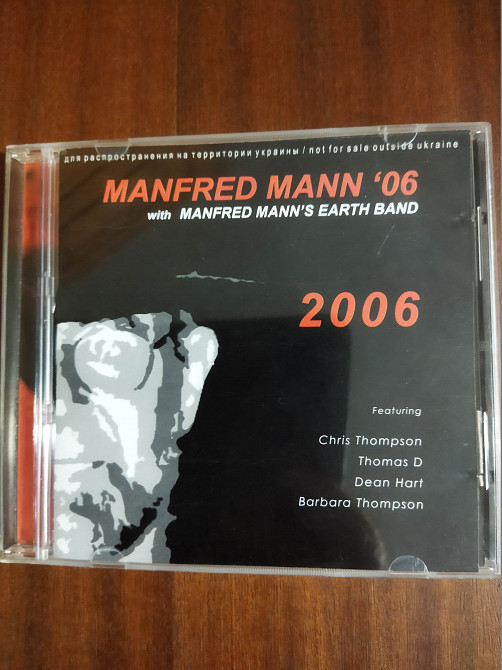 для распространения на территории украины / not for sale outside ukraine
MANFRED MANN ‘06
with MANFRED MANN'S EARTH BAND
2006
Featuring
Chris Thompson
Thomas D
Dean Hart
Barbara Thompson